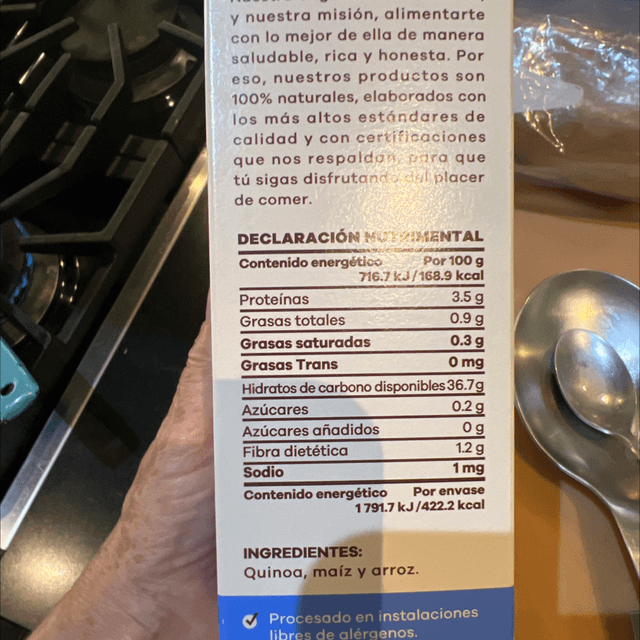 y nuestra misión, alimentarte
con lo mejor de ella de manera
saludable, rica y honesta. Por
eso, nuestros productos son
100% naturales, elaborados con
los más altos estándares de
calidad y con certificaciones
que nos respaldan, para que
tú sigas disfrutando del placer
de comer.
DECLARACIÓN NUTRIMENTAL
Contenido energético Por 100 g
716.7 kJ/168.9 kcal
Proteínas 3.5 g
Grasas totales 0.9 g
Grasas saturadas 0.3 g
Grasas Trans 0 mg
Hidratos de carbono disponibles 36.7g
Azúcares 0.2 g
Azúcares añadidos 0 g
Fibra dietética 1.2 g
Sodio 1 mg
Contenido energético Por envase
1 791.7 kJ/422.2 kcal
INGREDIENTES:
Quinoa, maíz y arroz.
Procesado en instalaciones
libres de alérgenos.